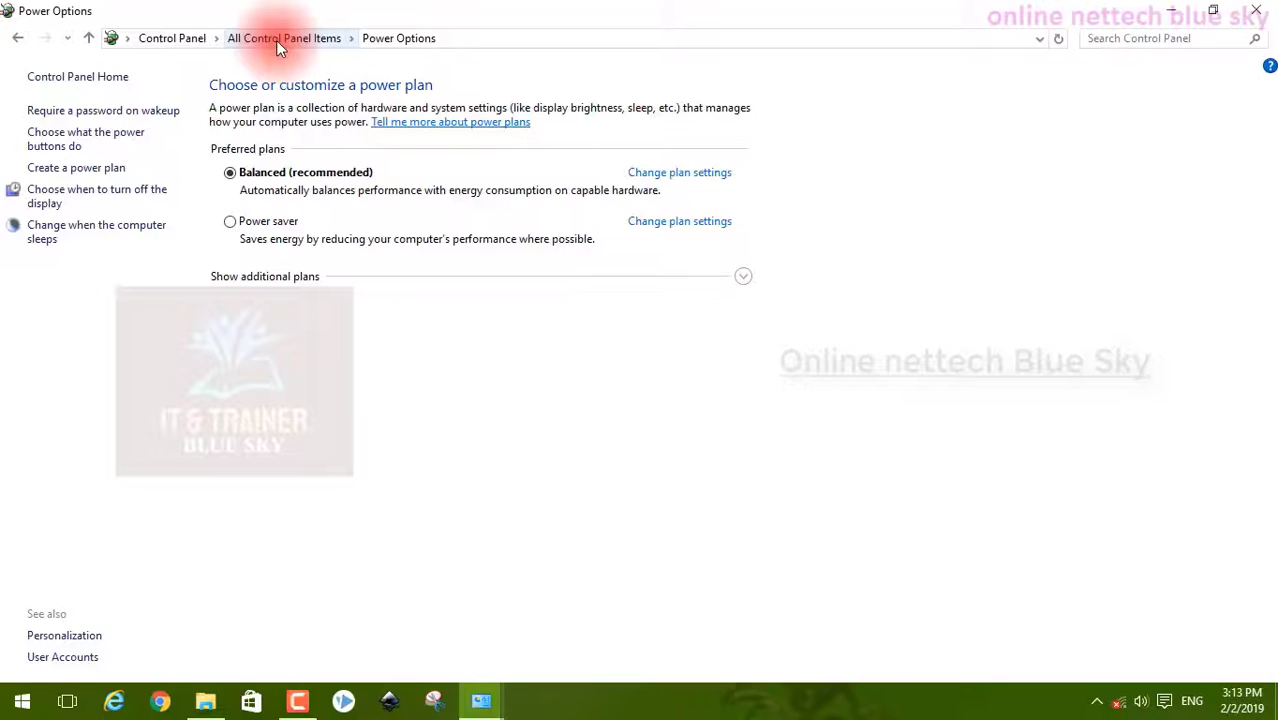 Power Options
online nettech blue sky
Control Panel
All Control Panel Items
Power Options
Search Control Panel
Control Panel Home
Require a password on wakeup
Choose what the power
buttons do
Create a power plan
Choose when to turn off the
display
Change when the computer
sleeps
Choose or customize a power plan
A power plan is a collection of hardware and system settings (like display brightness, sleep, etc.) that manages
how your computer uses power. Tell me more about power plans
Preferred plans
Balanced (recommended) Change plan settings
Automatically balances performance with energy consumption on capable hardware.
Power saver Change plan settings
Saves energy by reducing your computer's performance where possible.
Show additional plans
IT & TRAINER
BLUE SKY
Online nettech Blue Sky
See also
Personalization
User Accounts
ENG
3:13 PM
2/2/2019